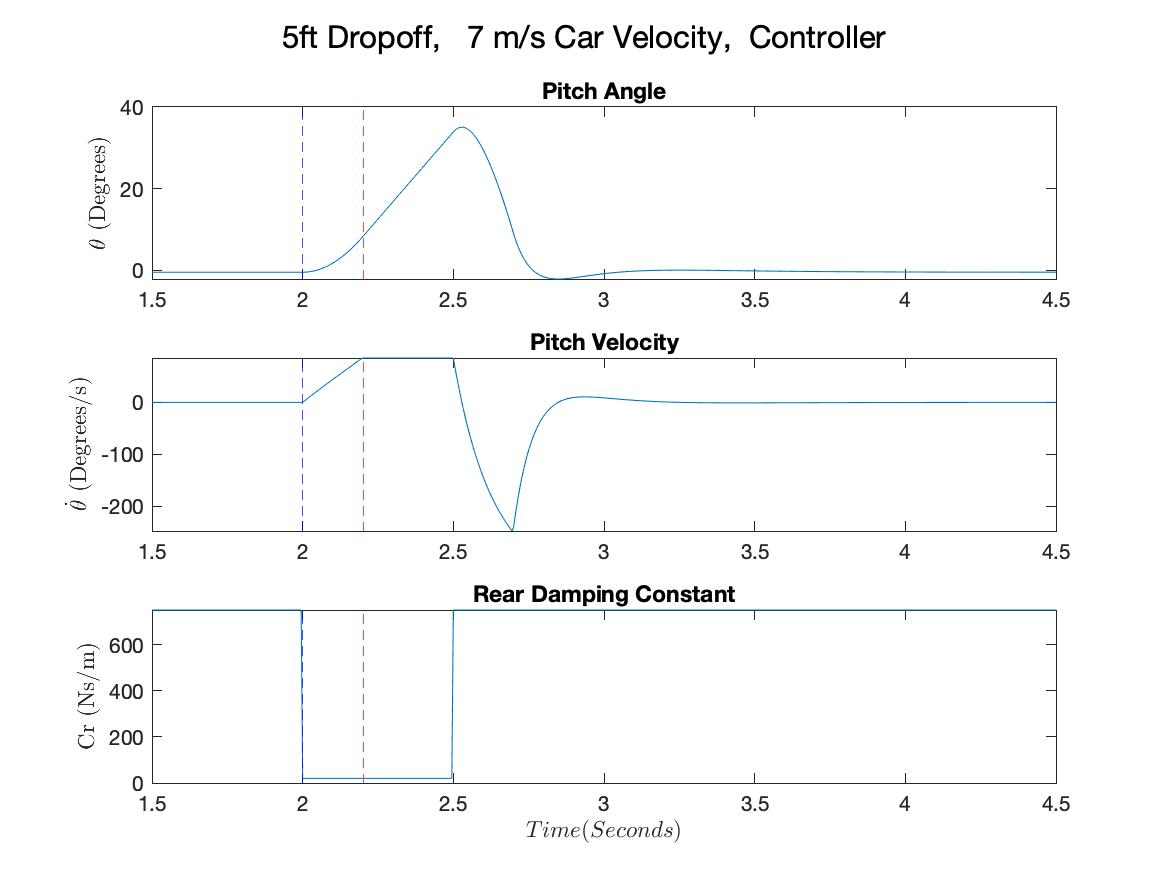 5ft Dropoff,   7 m/s Car Velocity,  Controller
Pitch Angle
θ (Degrees)
40
20
0
1.5 2 2.5 3 3.5 4 4.5
Pitch Velocity
θ̇ (Degrees/s)
0
-100
-200
1.5 2 2.5 3 3.5 4 4.5
Rear Damping Constant
Cr (Ns/m)
600
400
200
0
1.5 2 2.5 3 3.5 4 4.5
Time(Seconds)